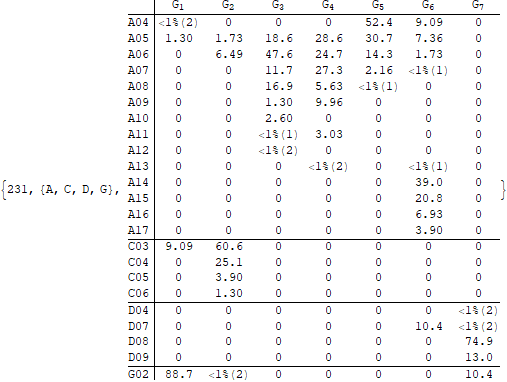 G1 G2 G3 G4 G5 G6 G7
A04 <1%(2) 0 0 0 52.4 9.09 0
A05 1.30 1.73 18.6 28.6 30.7 7.36 0
A06 0 6.49 47.6 24.7 14.3 1.73 0
A07 0 0 11.7 27.3 2.16 <1%(1) 0
A08 0 0 16.9 5.63 <1%(1) 0 0
A09 0 0 1.30 9.96 0 0 0
A10 0 0 2.60 0 0 0 0
A11 0 0 <1%(1) 3.03 0 0 0
A12 0 0 <1%(2) 0 0 0 0
A13 0 0 0 <1%(2) 0 <1%(1) 0
A14 0 0 0 0 0 39.0 0
{231, {A, C, D, G}, }
A15 0 0 0 0 0 20.8 0
A16 0 0 0 0 0 6.93 0
A17 0 0 0 0 0 3.90 0
C03 9.09 60.6 0 0 0 0 0
C04 0 25.1 0 0 0 0 0
C05 0 3.90 0 0 0 0 0
C06 0 1.30 0 0 0 0 0
D04 0 0 0 0 0 0 <1%(2)
D07 0 0 0 0 0 10.4 <1%(2)
D08 0 0 0 0 0 0 74.9
D09 0 0 0 0 0 0 13.0
G02 88.7 <1%(2) 0 0 0 0 10.4